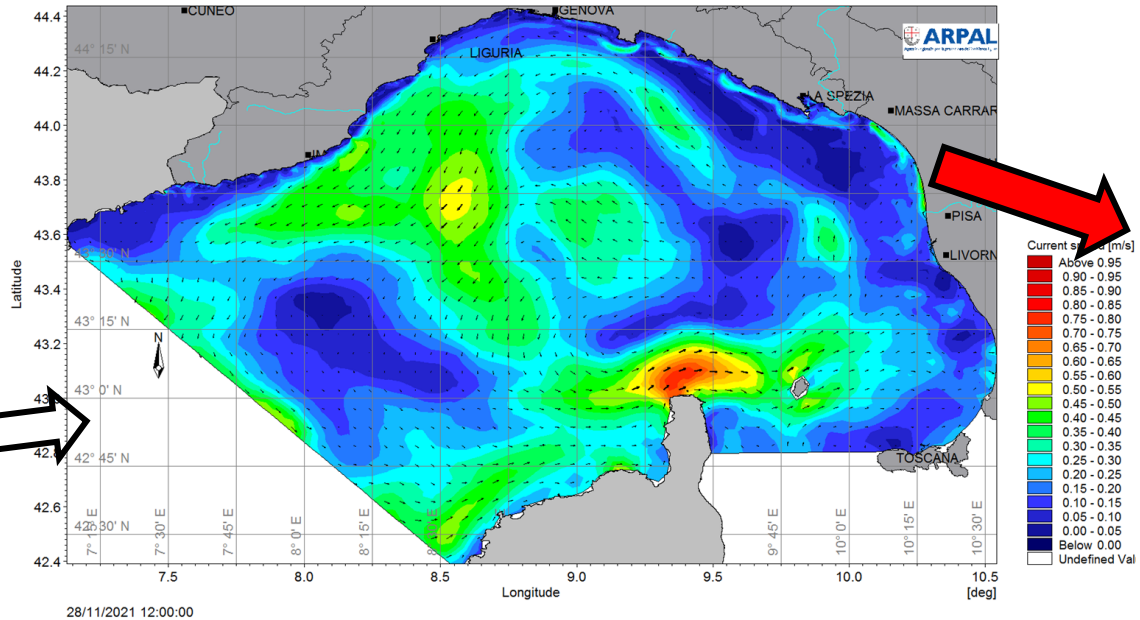 44.4
44.2
44.0
43.8
43.6
43.4
43.2
42.6
42.4
Latitude
CUNEO
GENOVA
44° 15' N
LIGURIA
ARPAL
LA SPEZIA
MASSA CARRAR
PISA
LIVORN
43° 15' N
N
43° 0' N
42° 45' N
TOSCANA
7° 30' E
7° 45' E
8° 0' E
8° 15' E
9° 45' E
10° 0' E
10° 15' E
10° 30' E
7.5
8.0
8.5
9.0
9.5
10.0
10.5
Longitude
[deg]
28/11/2021 12:00:00
Current [m/s]
Above 0.95
0.90 - 0.95
0.85 - 0.90
0.80 - 0.85
0.75 - 0.80
0.70 - 0.75
0.65 - 0.70
0.60 - 0.65
0.55 - 0.60
0.50 - 0.55
0.45 - 0.50
0.40 - 0.45
0.35 - 0.40
0.30 - 0.35
0.25 - 0.30
0.20 - 0.25
0.15 - 0.20
0.10 - 0.15
0.05 - 0.10
0.00 - 0.05
Below 0.00
Undefined Val